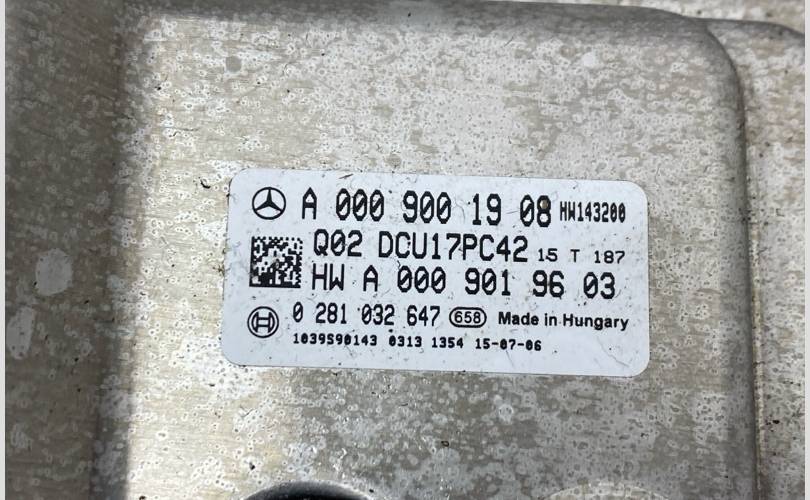 A 000 900 19 08 HW143200
Q02 DCU17PC42 15 T 187
HW A 000 901 96 03
0 281 032 647 658 Made in Hungary
1039S90143 0313 1354 15-07-06